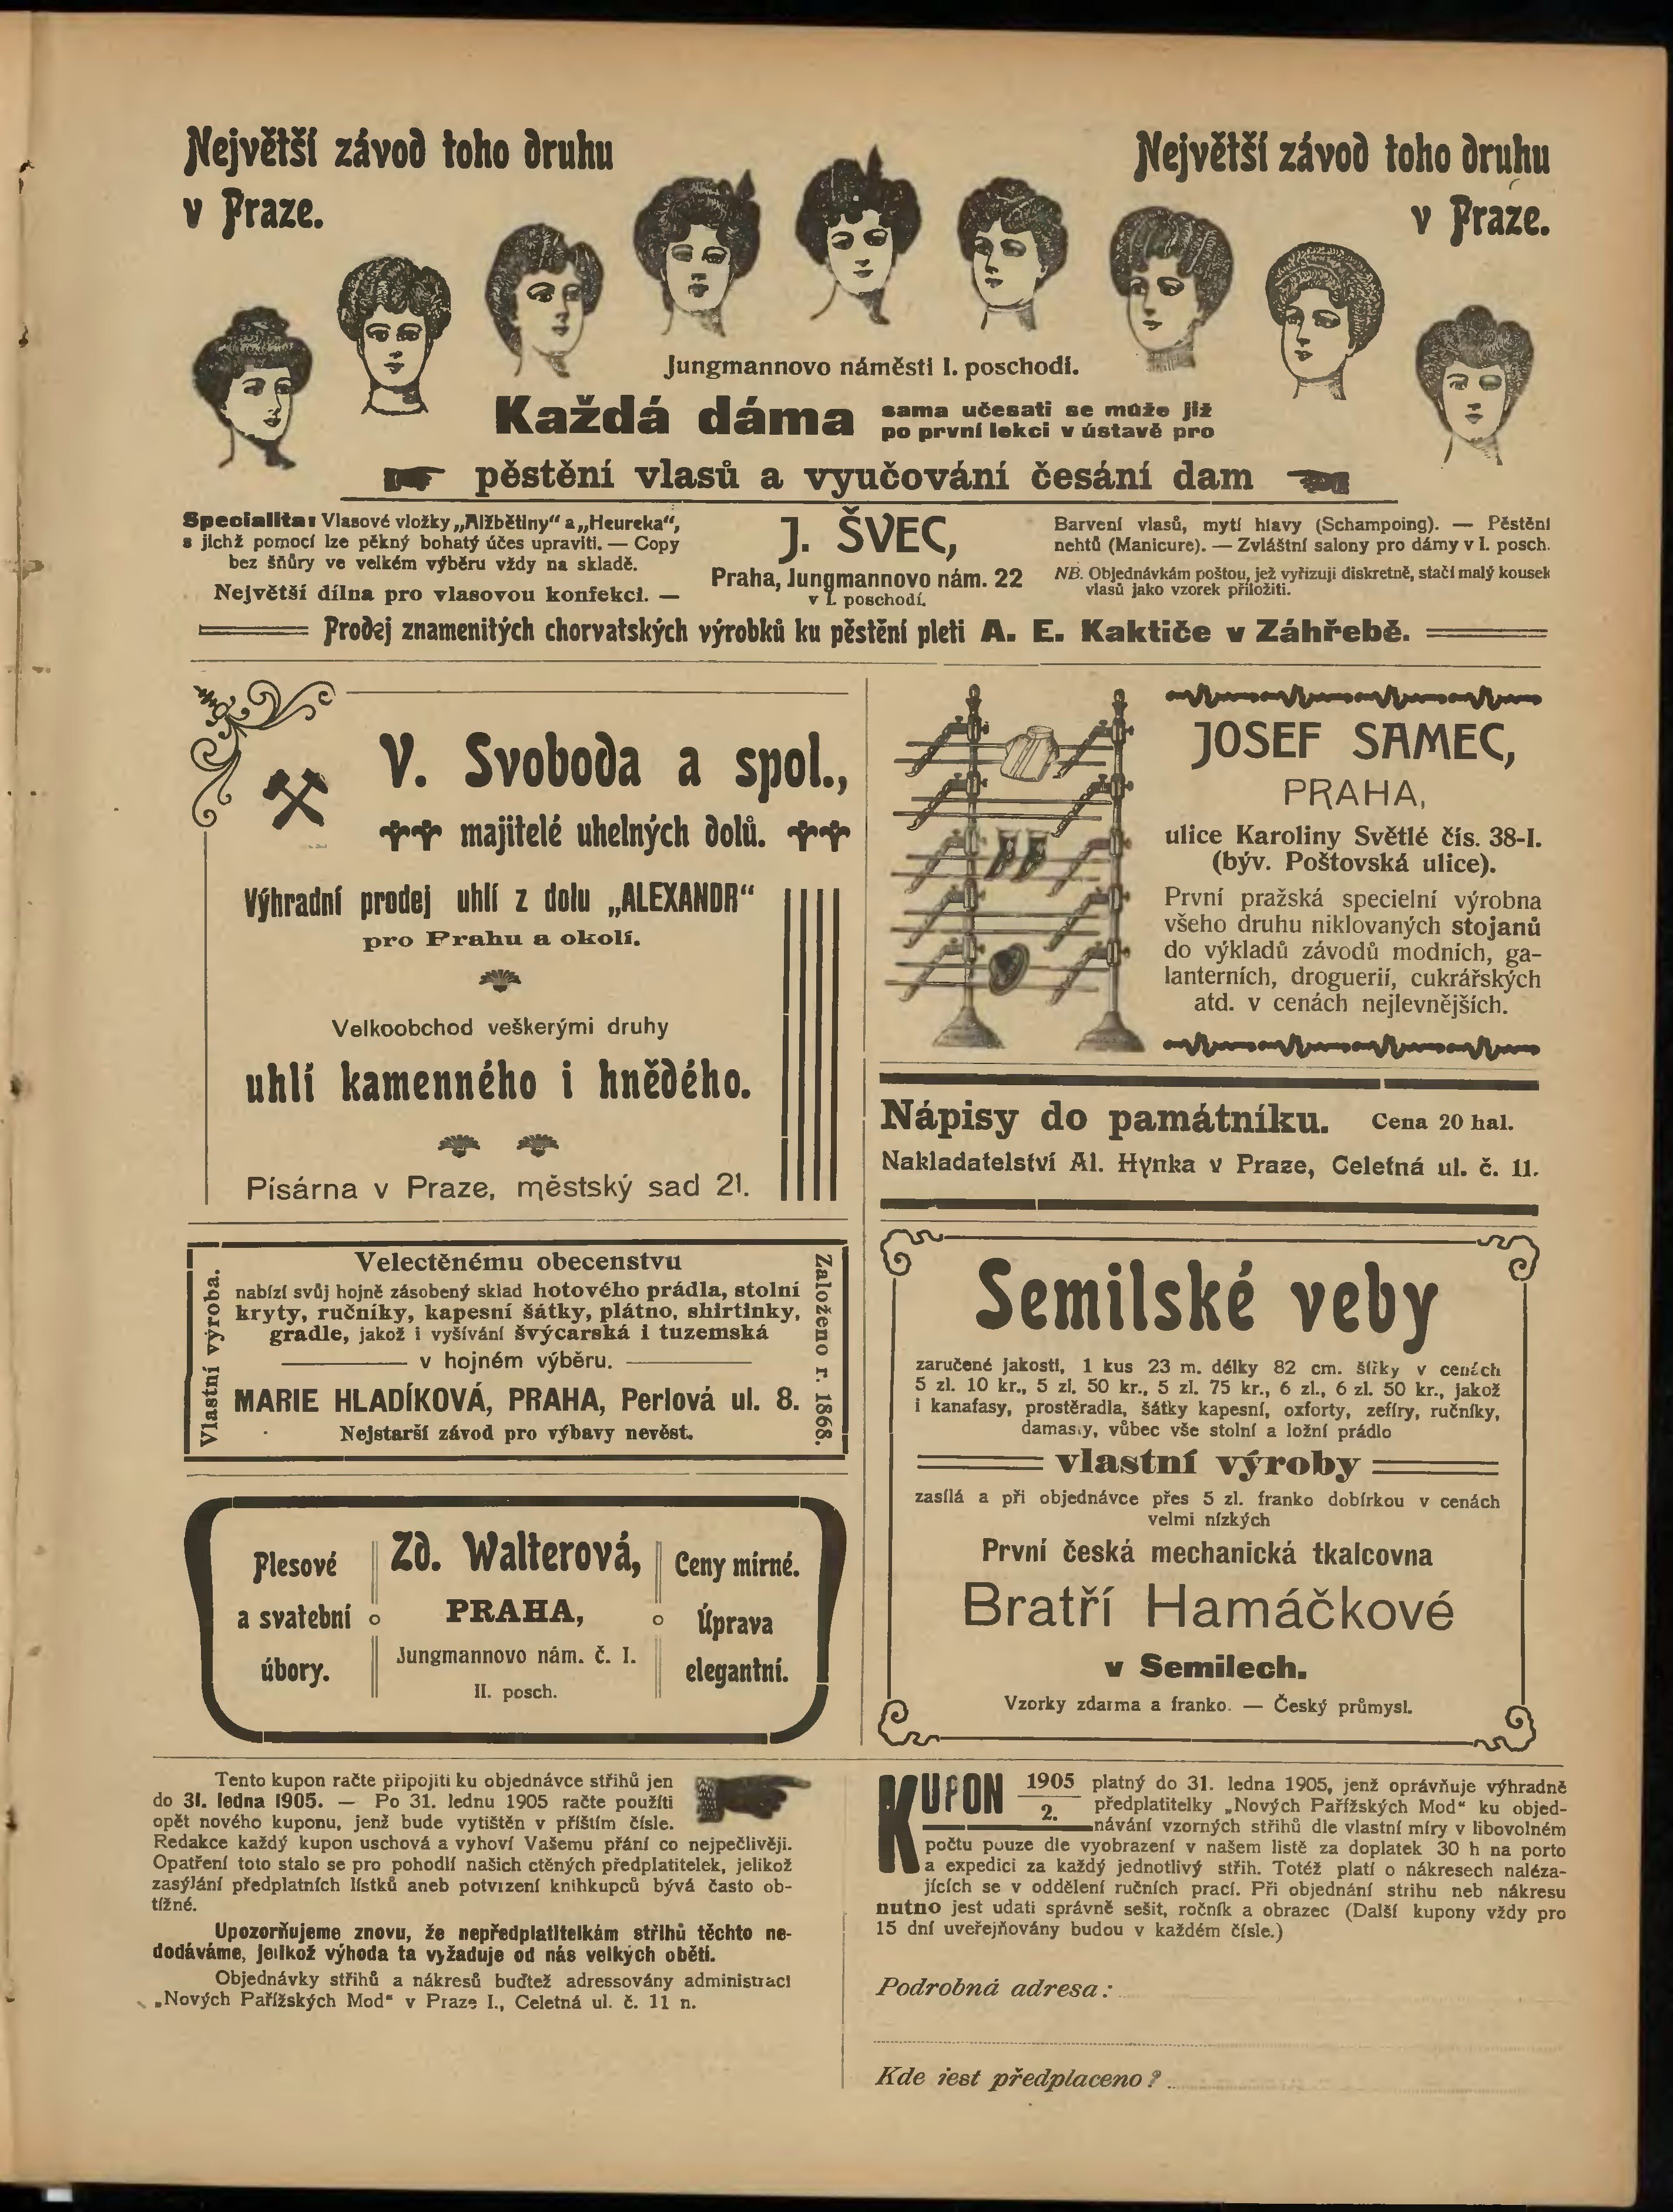 Největší závod toho druhu
v Praze.
Největší závod toho druhu
v Praze.
Jungmannovo náměstí I. poschodí.
Každá dáma
sama učesati se může již
po první lekci v ústavě pro
pěstění vlasů a vyučování česání dam
Specialita: Vlasové vložky „Alžbětiny“ a „Heureka“,
s jichž pomocí lze pěkný bohatý účes upraviti. — Copy
bez šňůry ve velkém výběru vždy na skladě.
Největší dílna pro vlasovou konfekci. —
J. ŠVEC,
Praha, Jungmannovo nám. 22
v I. poschodí.
Barvení vlasů, mytí hlavy (Schampoing). — Pěstění
nehtů (Manicure). — Zvláštní salony pro dámy v I. posch.
NB. Objednávkám poštou, jež vyřizuji diskretně, stačí malý kousek
vlasů jako vzorek přiložiti.
Prodej znamenitých chorvatských výrobků ku pěstění pleti A. E. Kaktiče v Záhřebě.
V. Svoboda a spol.,
majitelé uhelných dolů.
Výhradní prodej uhlí z dolu „ALEXANDR“
pro Prahu a okolí.
Velkoobchod veškerými druhy
uhlí kamenného i hnědého.
Písárna v Praze, městský sad 21.
JOSEF SAMEC,
PRAHA,
ulice Karoliny Světlé čís. 38-I.
(býv. Poštovská ulice).
První pražská specielní výrobna
všeho druhu niklovaných stojanů
do výkladů závodů modních, ga-
lanterních, droguerií, cukrářských
atd. v cenách nejlevnějších.
Nápisy do památníku. Cena 20 hal.
Nakladatelství Al. Hynka v Praze, Celetná ul. č. 11.
Vlastní výroba.
Velectěnému obecenstvu
nabízí svůj hojně zásobený sklad hotového prádla, stolní
kryty, ručníky, kapesní šátky, plátno, shirtinky,
gradle, jakož i vyšívání švýcarská i tuzemská
v hojném výběru.
MARIE HLADÍKOVÁ, PRAHA, Perlová ul. 8.
Nejstarší závod pro výbavy nevěst.
Založeno r. 1868.
Semilské veby
zaručené jakosti, 1 kus 23 m. délky 82 cm. šířky v cenách
5 zl. 10 kr., 5 zl. 50 kr., 5 zl. 75 kr., 6 zl., 6 zl. 50 kr., jakož
i kanafasy, prostěradla, šátky kapesní, oxforty, zefíry, ručníky,
damasty, vůbec vše stolní a ložní prádlo
vlastní výroby
zasílá a při objednávce přes 5 zl. franko dobírkou v cenách
velmi nízkých
První česká mechanická tkalcovna
Bratří Hamáčkové
v Semilech.
Vzorky zdarma a franko. — Český průmysl.
Plesové
a svatební
úbory.
Zd. Walterová,
PRAHA,
Jungmannovo nám. č. I.
II. posch.
Ceny mírné.
Úprava
elegantní.
Tento kupon račte připojiti ku objednávce střihů jen
do 31. ledna 1905. — Po 31. lednu 1905 račte použíti
opět nového kuponu, jenž bude vytištěn v příštím čísle.
Redakce každý kupon uschová a vyhoví Vašemu přání co nejpečlivěji.
Opatření toto stalo se pro pohodlí našich ctěných předplatitelek, jelikož
zasýlání předplatních lístků aneb potvrzení knihkupců bývá často ob-
tížné.
Upozorňujeme znovu, že nepředplatitelkám střihů těchto ne-
dodáváme, jelikož výhoda ta vyžaduje od nás velkých obětí.
Objednávky střihů a nákresů buďtež adressovány administraci
„Nových Pařížských Mod“ v Praze I., Celetná ul. č. 11 n.
KUPON 1905 platný do 31. ledna 1905, jenž oprávňuje výhradně
2. předplatitelky „Nových Pařížských Mod“ ku objed-
návání vzorných střihů dle vlastní míry v libovolném
počtu pouze dle vyobrazení v našem listě za doplatek 30 h na porto
a expedici za každý jednotlivý střih. Totéž platí o nákresech naléza-
jících se v oddělení ručních prací. Při objednání strihu neb nákresu
nutno jest udati správně sešit, ročník a obrazec (Další kupony vždy pro
15 dní uveřejňovány budou v každém čísle.)
Podrobná adresa:
Kde jest předplaceno?